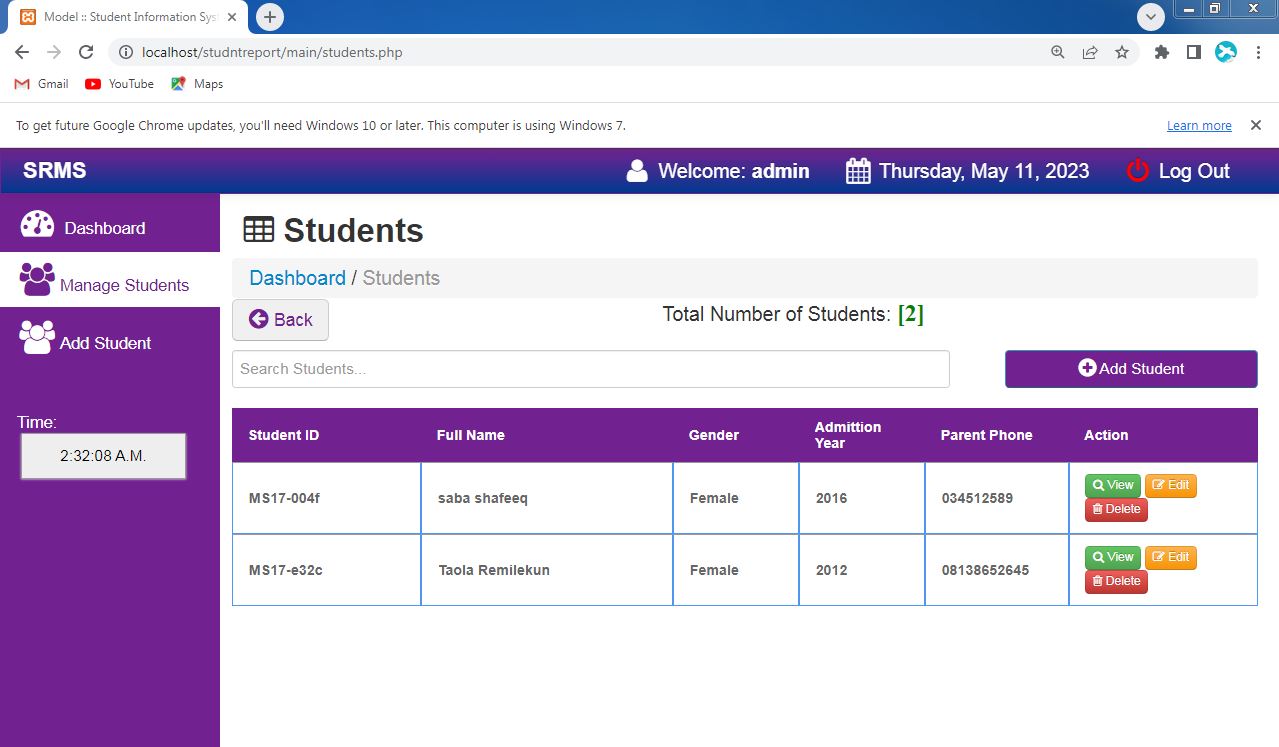 Model :: Student Information Sys
localhost/studntreport/main/students.php
Gmail YouTube Maps
To get future Google Chrome updates, you'll need Windows 10 or later. This computer is using Windows 7. Learn more
SRMS Welcome: admin Thursday, May 11, 2023 Log Out
Dashboard
Manage Students
Add Student
Time:
2:32:08 A.M.
Students
Dashboard / Students
Back Total Number of Students: [2]
Search Students... Add Student
Student ID Full Name Gender Admittion Year Parent Phone Action
MS17-004f saba shafeeq Female 2016 034512589 View Edit
Delete
MS17-e32c Taola Remilekun Female 2012 08138652645 View Edit
Delete